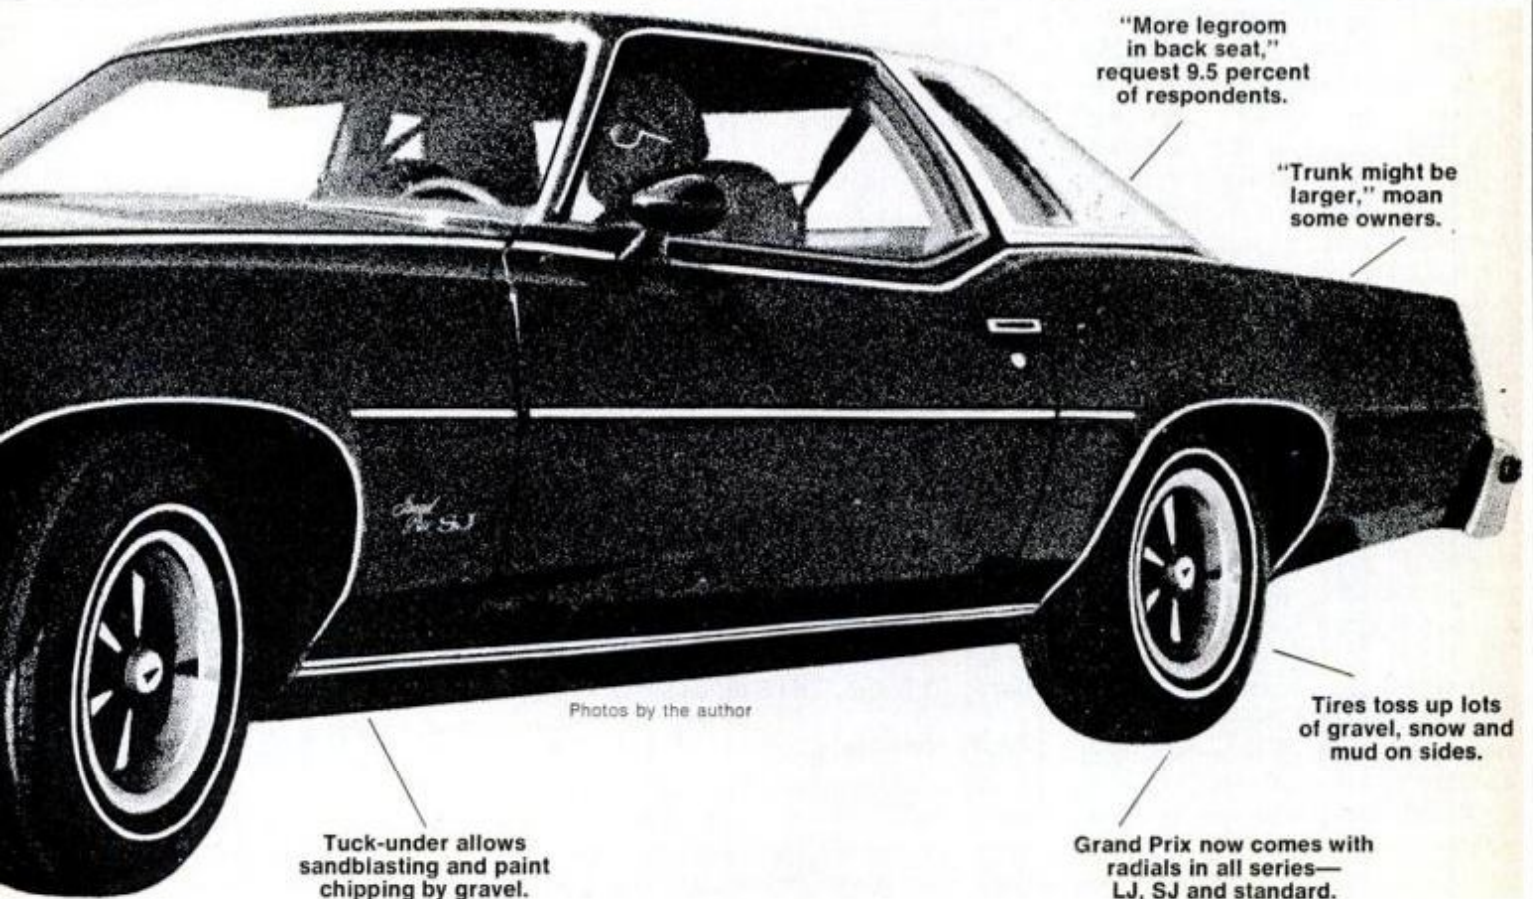 "More legroom
in back seat,"
request 9.5 percent
of respondents.
"Trunk might be
larger," moan
some owners.
SJ
Photos by the author
Tires toss up lots
of gravel, snow and
mud on sides.
Tuck-under allows
sandblasting and paint
chipping by gravel.
Grand Prix now comes with
radials in all series—
LJ, SJ and standard.